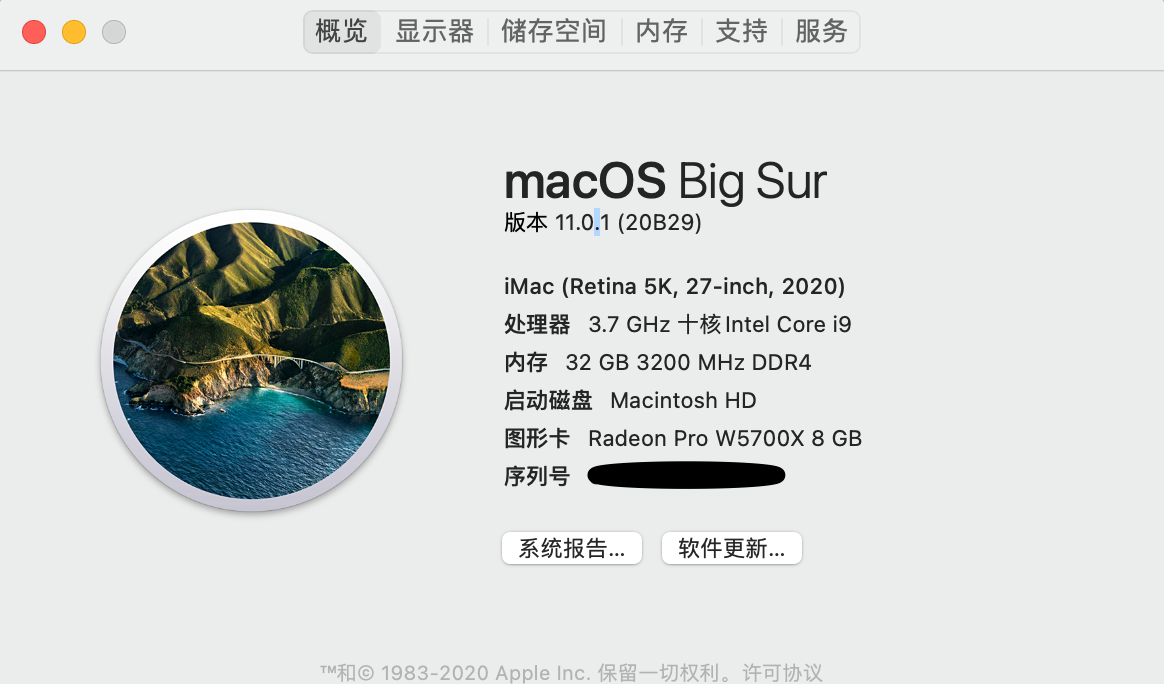 概览 显示器 储存空间 内存 支持 服务
macOS Big Sur
版本 11.0.1 (20B29)
iMac (Retina 5K, 27-inch, 2020)
处理器 3.7 GHz 十核Intel Core i9
内存 32 GB 3200 MHz DDR4
启动磁盘 Macintosh HD
图形卡 Radeon Pro W5700X 8 GB
序列号
系统报告... 软件更新...
™和© 1983-2020 Apple Inc. 保留一切权利。许可协议